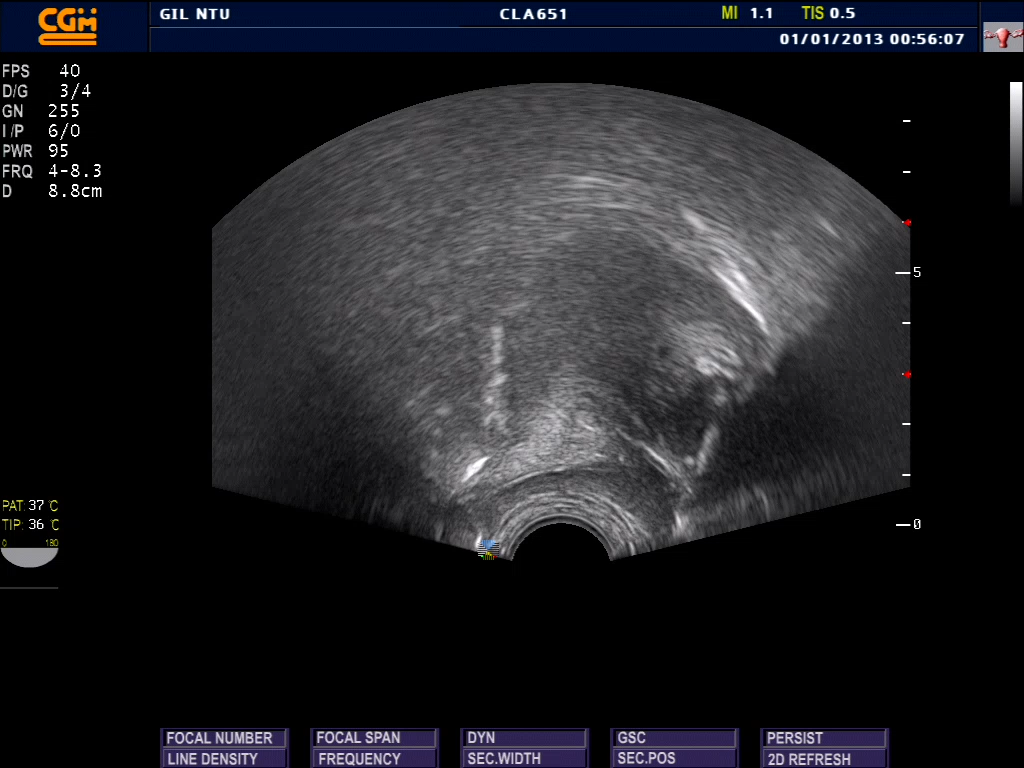 CGM
GIL NTU CLA651 MI 1.1 TIS 0.5
01/01/2013 00:56:07
FPS 40
D/G 3/4
GN 255
I/P 6/0
PWR 95
FRQ 4-8.3
D 8.8cm
5
PAT: 37 °C
TIP: 36 °C
0 180
0
FOCAL NUMBER FOCAL SPAN DYN GSC PERSIST
LINE DENSITY FREQUENCY SEC.WIDTH SEC.POS 2D REFRESH